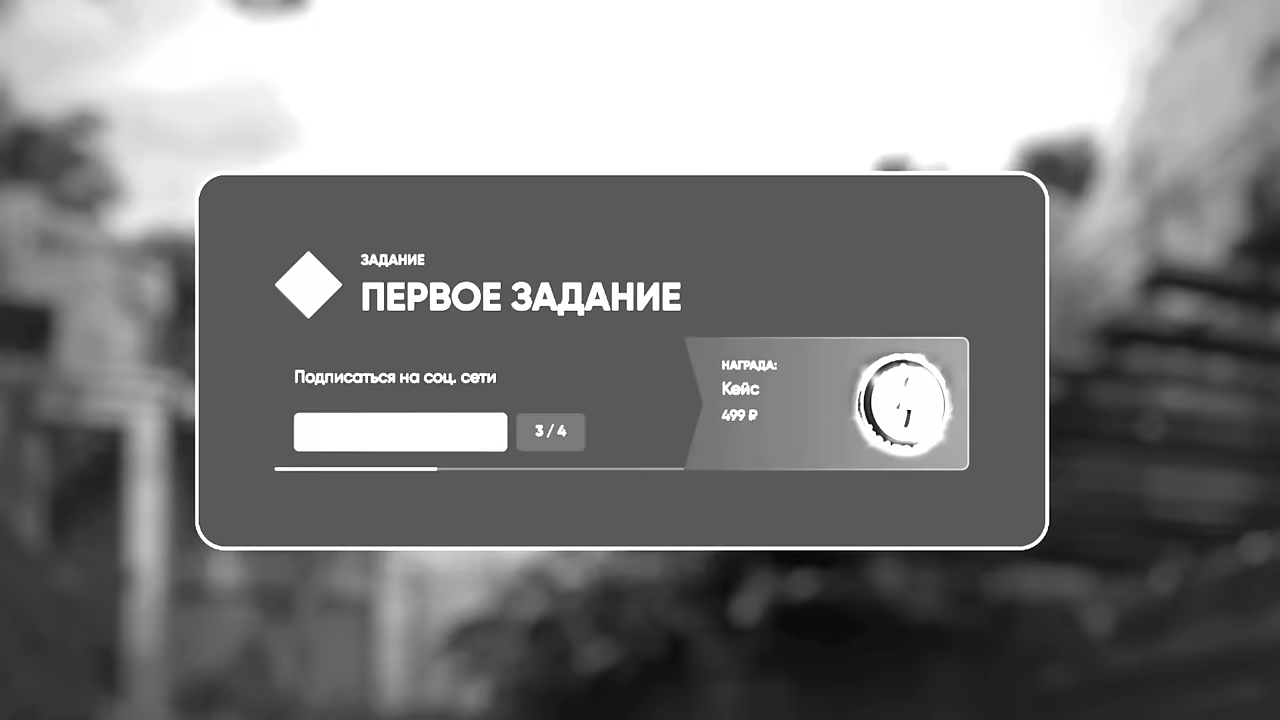 ЗАДАНИЕ
ПЕРВОЕ ЗАДАНИЕ
Подписаться на соц. сети
3 / 4
НАГРАДА:
Кейс
499 ₽